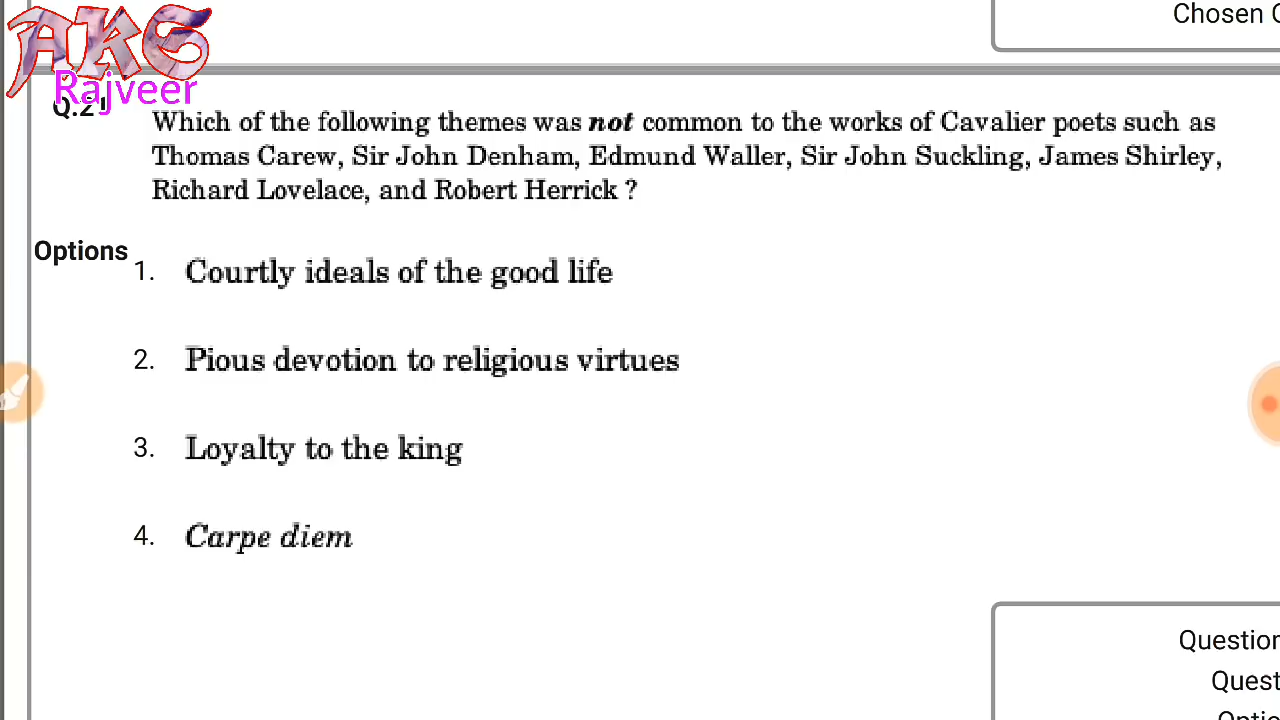 Chosen
AKS
Rajveer
Q.21
Which of the following themes was not common to the works of Cavalier poets such as
Thomas Carew, Sir John Denham, Edmund Waller, Sir John Suckling, James Shirley,
Richard Lovelace, and Robert Herrick ?
Options
1. Courtly ideals of the good life
2. Pious devotion to religious virtues
3. Loyalty to the king
4. Carpe diem